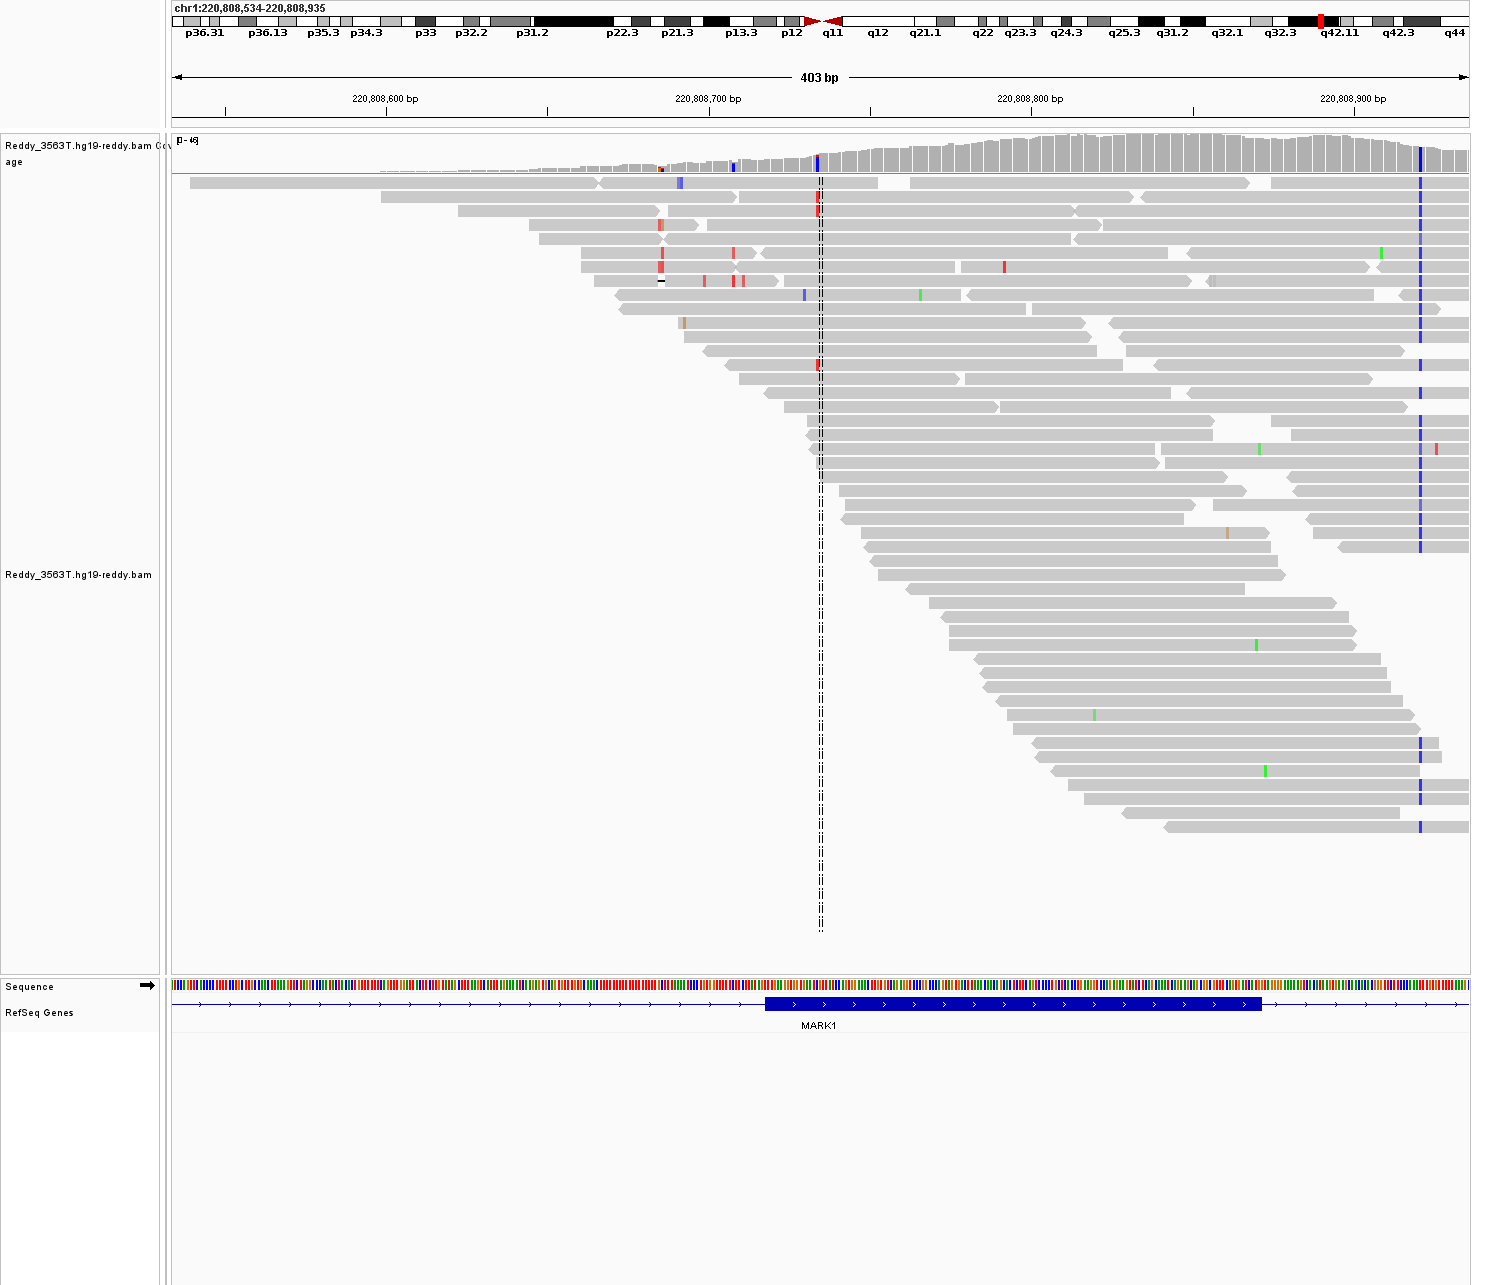 chr1:220,808,534-220,808,935
p36.31 p36.13 p35.3 p34.3 p33 p32.2 p31.2 p22.3 p21.3 p13.3 p12 q11 q12 q21.1 q22 q23.3 q24.3 q25.3 q31.2 q32.1 q32.3 q42.11 q42.3 q44
403 bp
220,808,600 bp 220,808,700 bp 220,808,800 bp 220,808,900 bp
Reddy_3563T.hg19-reddy.bam Cov
age
[0 - 46]
Reddy_3563T.hg19-reddy.bam
Sequence
RefSeq Genes
MARK1